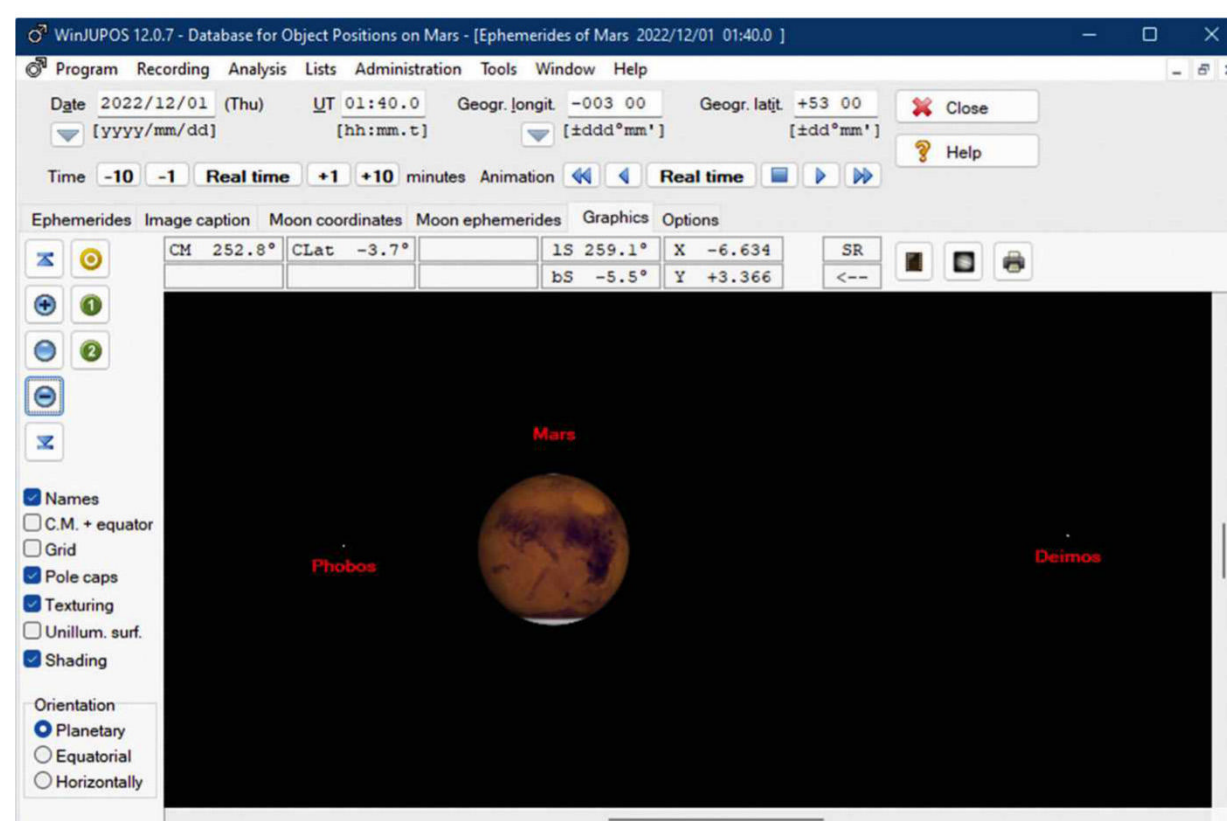 WinJUPOS 12.0.7 - Database for Object Positions on Mars - [Ephemerides of Mars 2022/12/01 01:40.0 ]
Program Recording Analysis Lists Administration Tools Window Help
Date 2022/12/01 (Thu) UT 01:40.0 Geogr. longit. -003 00 Geogr. latit. +53 00 Close
[yyyy/mm/dd] [hh:mm.t] [±ddd°mm'] [±dd°mm']
Help
Time -10 -1 Real time +1 +10 minutes Animation Real time
Ephemerides Image caption Moon coordinates Moon ephemerides Graphics Options
CM 252.8° CLat -3.7° lS 259.1° X -6.634 SR
bS -5.5° Y +3.366 <--
1
2
Mars
Phobos
Deimos
Names
C.M. + equator
Grid
Pole caps
Texturing
Unillum. surf.
Shading
Orientation
Planetary
Equatorial
Horizontally